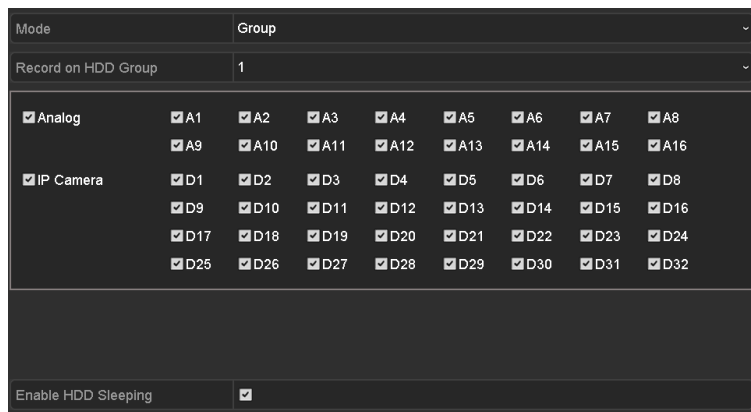 Mode Group
Record on HDD Group 1
Analog A1 A2 A3 A4 A5 A6 A7 A8
A9 A10 A11 A12 A13 A14 A15 A16
IP Camera D1 D2 D3 D4 D5 D6 D7 D8
D9 D10 D11 D12 D13 D14 D15 D16
D17 D18 D19 D20 D21 D22 D23 D24
D25 D26 D27 D28 D29 D30 D31 D32
Enable HDD Sleeping